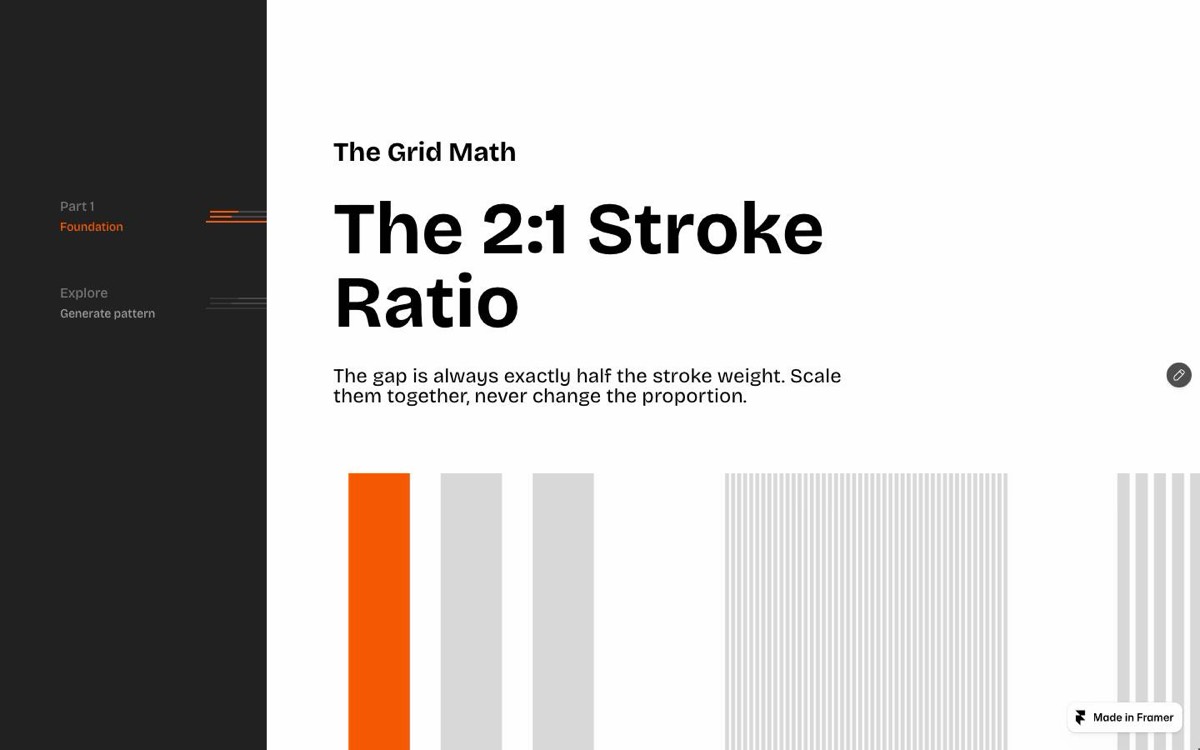 Part 1
Foundation
Explore
Generate pattern
The Grid Math
The 2:1 Stroke
Ratio
The gap is always exactly half the stroke weight. Scale
them together, never change the proportion.
Made in Framer